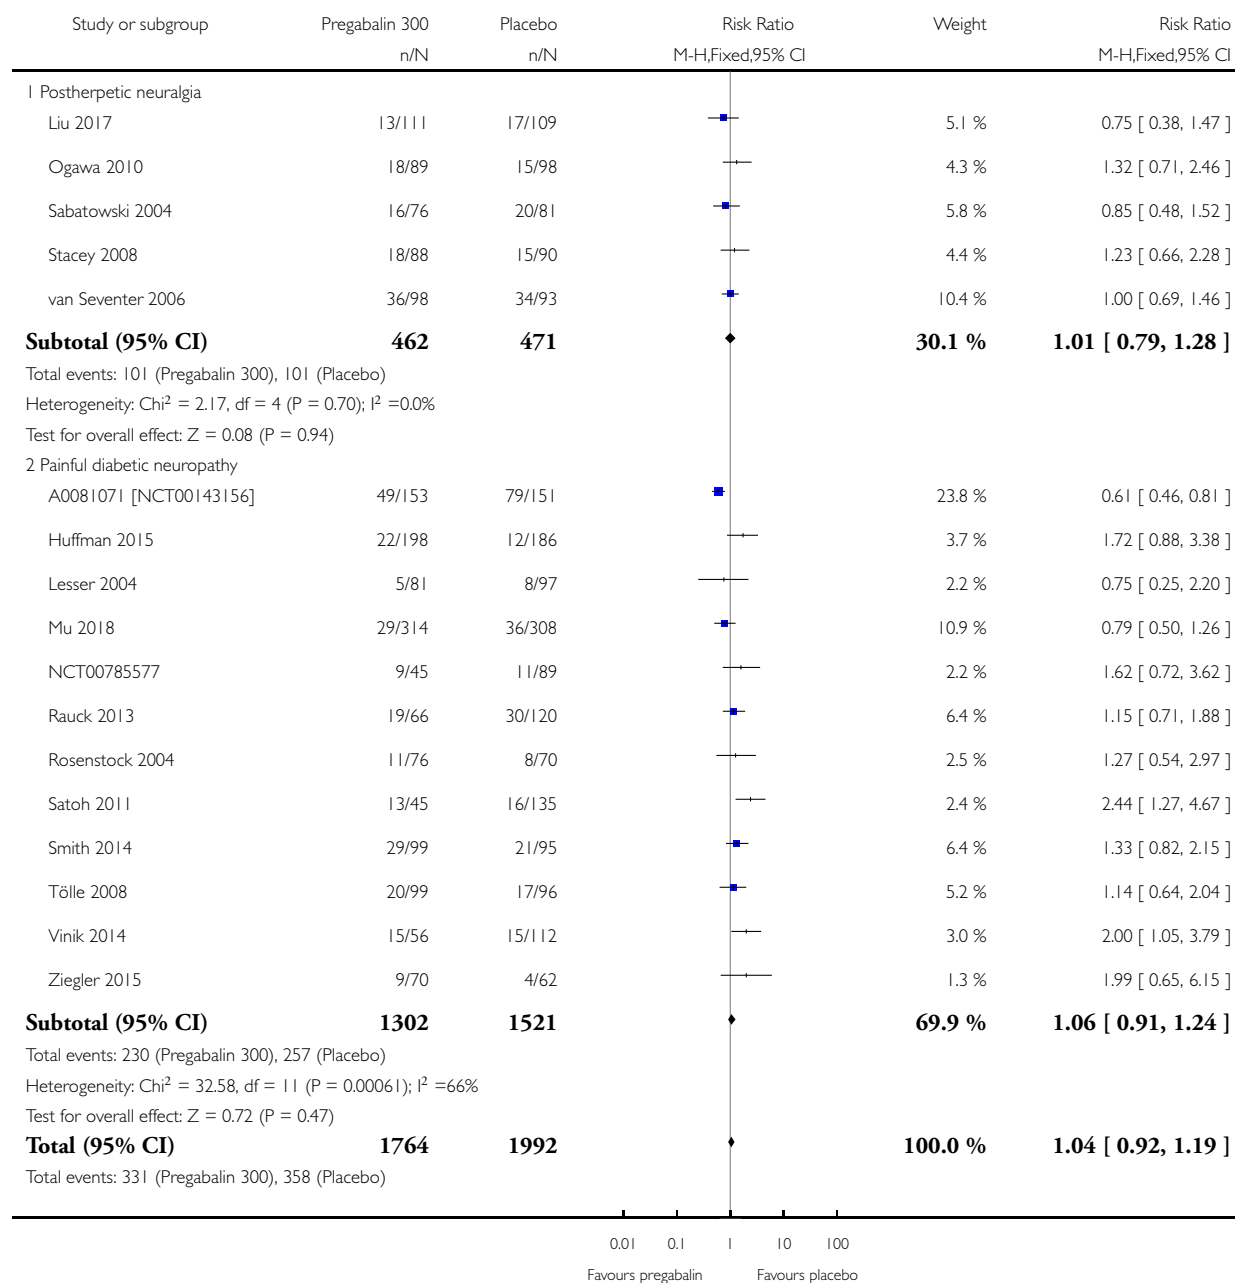 Study or subgroup Pregabalin 300 Placebo Risk Ratio Weight Risk Ratio
n/N n/N M-H,Fixed,95% CI M-H,Fixed,95% CI
1 Postherpetic neuralgia
Liu 2017 13/111 17/109 5.1 % 0.75 [ 0.38, 1.47 ]
Ogawa 2010 18/89 15/98 4.3 % 1.32 [ 0.71, 2.46 ]
Sabatowski 2004 16/76 20/81 5.8 % 0.85 [ 0.48, 1.52 ]
Stacey 2008 18/88 15/90 4.4 % 1.23 [ 0.66, 2.28 ]
van Seventer 2006 36/98 34/93 10.4 % 1.00 [ 0.69, 1.46 ]
Subtotal (95% CI) 462 471 30.1 % 1.01 [ 0.79, 1.28 ]
Total events: 101 (Pregabalin 300), 101 (Placebo)
Heterogeneity: Chi² = 2.17, df = 4 (P = 0.70); I² =0.0%
Test for overall effect: Z = 0.08 (P = 0.94)
2 Painful diabetic neuropathy
A0081071 [NCT00143156] 49/153 79/151 23.8 % 0.61 [ 0.46, 0.81 ]
Huffman 2015 22/198 12/186 3.7 % 1.72 [ 0.88, 3.38 ]
Lesser 2004 5/81 8/97 2.2 % 0.75 [ 0.25, 2.20 ]
Mu 2018 29/314 36/308 10.9 % 0.79 [ 0.50, 1.26 ]
NCT00785577 9/45 11/89 2.2 % 1.62 [ 0.72, 3.62 ]
Rauck 2013 19/66 30/120 6.4 % 1.15 [ 0.71, 1.88 ]
Rosenstock 2004 11/76 8/70 2.5 % 1.27 [ 0.54, 2.97 ]
Satoh 2011 13/45 16/135 2.4 % 2.44 [ 1.27, 4.67 ]
Smith 2014 29/99 21/95 6.4 % 1.33 [ 0.82, 2.15 ]
Tölle 2008 20/99 17/96 5.2 % 1.14 [ 0.64, 2.04 ]
Vinik 2014 15/56 15/112 3.0 % 2.00 [ 1.05, 3.79 ]
Ziegler 2015 9/70 4/62 1.3 % 1.99 [ 0.65, 6.15 ]
Subtotal (95% CI) 1302 1521 69.9 % 1.06 [ 0.91, 1.24 ]
Total events: 230 (Pregabalin 300), 257 (Placebo)
Heterogeneity: Chi² = 32.58, df = 11 (P = 0.00061); I² =66%
Test for overall effect: Z = 0.72 (P = 0.47)
Total (95% CI) 1764 1992 100.0 % 1.04 [ 0.92, 1.19 ]
Total events: 331 (Pregabalin 300), 358 (Placebo)
0.01 0.1 1 10 100
Favours pregabalin Favours placebo